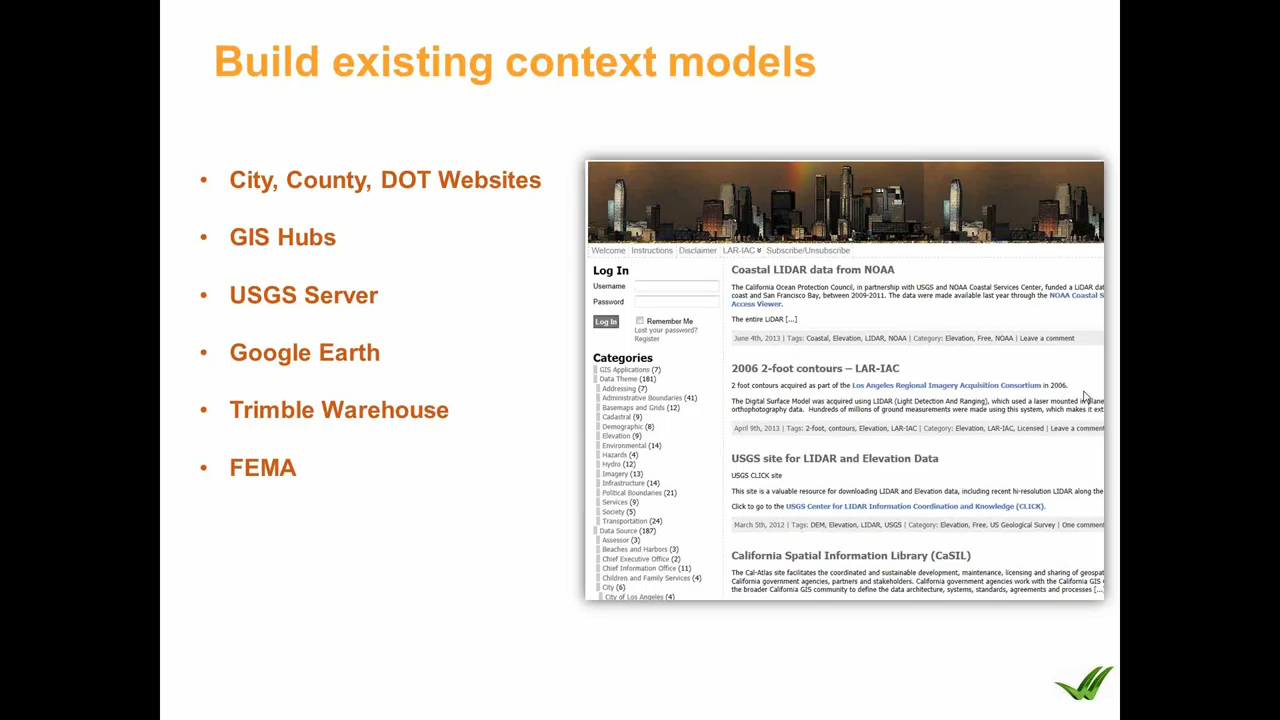 Build existing context models
• City, County, DOT Websites
• GIS Hubs
• USGS Server
• Google Earth
• Trimble Warehouse
• FEMA
Welcome Instructions Disclaimer LAR-IAC Subscribe/Unsubscribe
Log In
Username
Password
Log In
Remember Me
Lost your password?
Register
Categories
GIS Applications (7)
Data Theme (181)
Addressing (7)
Administrative Boundaries (41)
Basemaps and Grids (12)
Cadastral (9)
Demographic (8)
Elevation (9)
Environmental (14)
Hazards (4)
Hydro (12)
Imagery (13)
Infrastructure (14)
Political Boundaries (21)
Services (9)
Society (5)
Transportation (24)
Data Source (187)
Assessor (3)
Beaches and Harbors (3)
Chief Executive Office (2)
Chief Information Office (11)
Children and Family Services (4)
City (6)
City of Los Angeles (4)
Coastal LIDAR data from NOAA
The California Ocean Protection Council, in partnership with USGS and NOAA Coastal Services Center, funded a LIDAR dat
coast and San Francisco Bay, between 2009-2011. The data were made available last year through the NOAA Coastal S
Access Viewer.
The entire LIDAR [...]
June 4th, 2013 | Tags: Coastal, Elevation, LIDAR, NOAA | Category: Elevation, Free, NOAA | Leave a comment
2006 2-foot contours – LAR-IAC
2 foot contours acquired as part of the Los Angeles Regional Imagery Acquisition Consortium in 2006.
The Digital Surface Model was acquired using LIDAR (Light Detection And Ranging), which used a laser mounted in plane
orthophotography data. Hundreds of millions of ground measurements were made using this system, which makes it ext
April 9th, 2013 | Tags: 2-foot, contours, Elevation, LAR-IAC | Category: Elevation, LAR-IAC, Licensed | Leave a comment
USGS site for LIDAR and Elevation Data
USGS CLICK site
This site is a valuable resource for downloading LIDAR and Elevation data, including recent hi-resolution LIDAR along the
Click to go to the USGS Center for LIDAR Information Coordination and Knowledge (CLICK).
March 5th, 2012 | Tags: DEM, Elevation, LIDAR, USGS | Category: Elevation, Free, US Geological Survey | One comment
California Spatial Information Library (CaSIL)
The Cal-Atlas site facilitates the coordinated and sustainable development, maintenance, licensing and sharing of geospat
California government agencies, partners and stakeholders. California government agencies work with the California GIS C
the broader California GIS community to define the data architecture, systems, standards, agreements and processes [...]